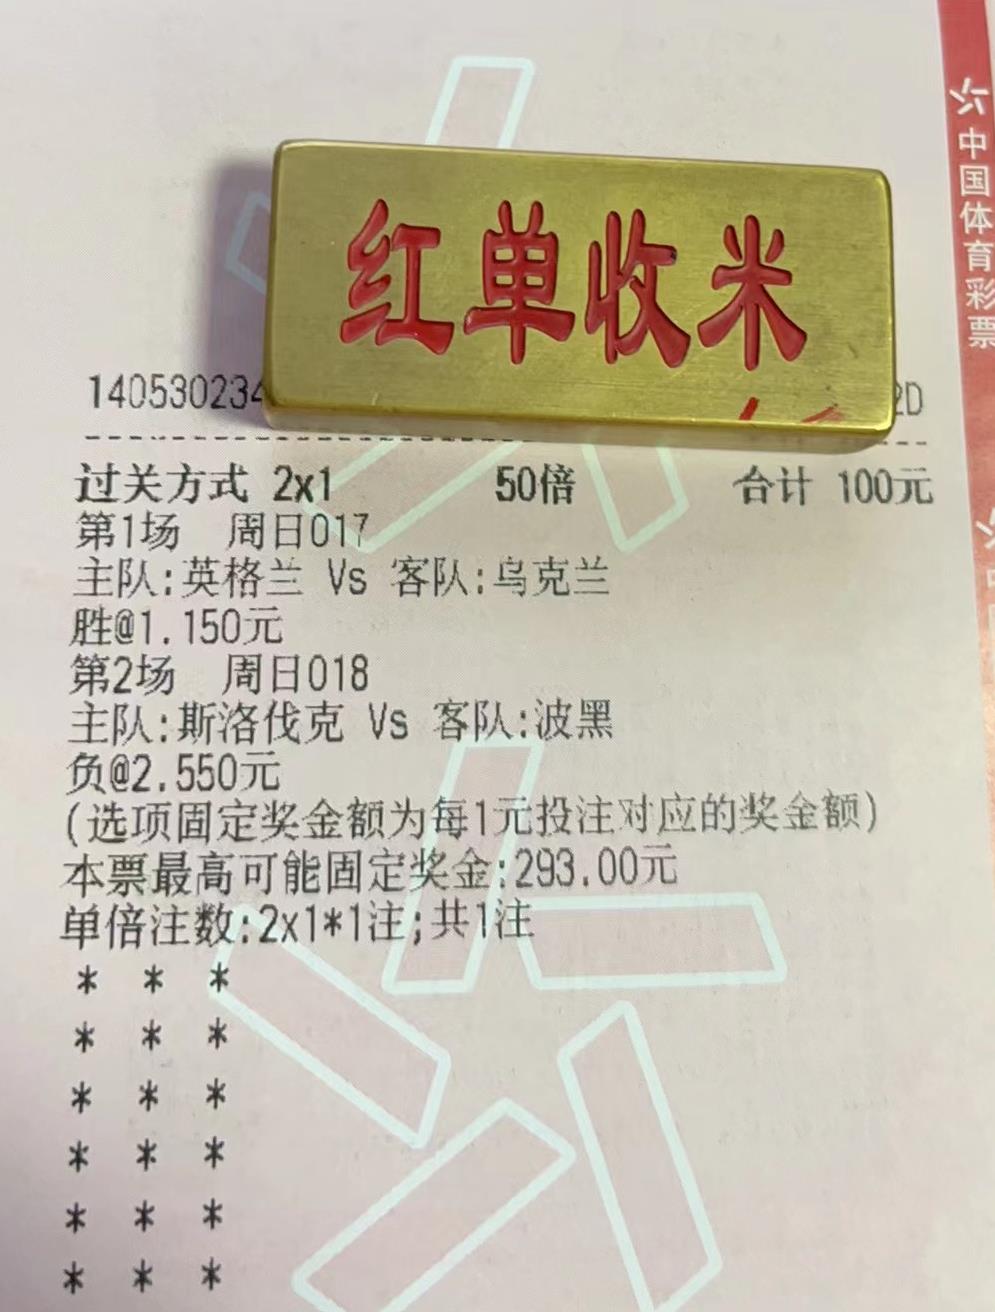 红单收米
中国体育彩票
140530234
2D
过关方式 2x1 50倍 合计 100元
第1场 周日017
主队:英格兰 Vs 客队:乌克兰
胜@1.150元
第2场 周日018
主队:斯洛伐克 Vs 客队:波黑
负@2.550元
(选项固定奖金额为每1元投注对应的奖金额)
本票最高可能固定奖金:293.00元
单倍注数:2x1*1注;共1注
* * *
* * *
* * *
* * *
* * *
* * *